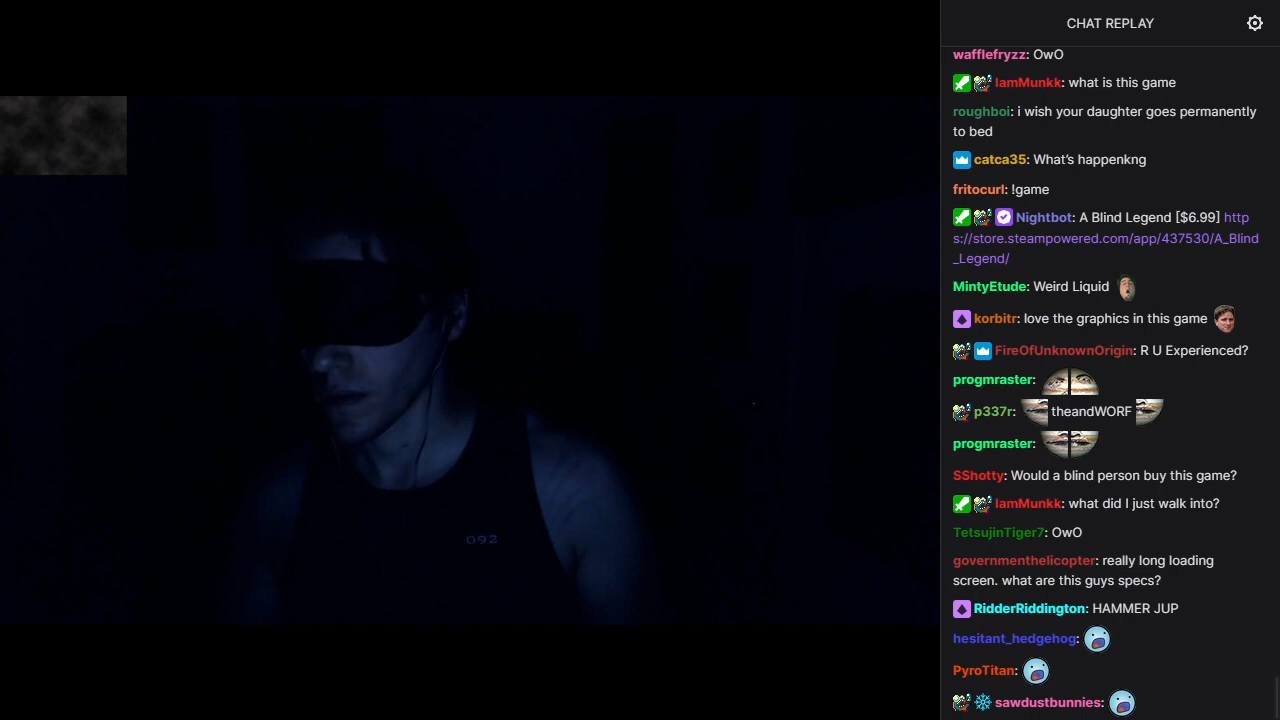 CHAT REPLAY
wafflefryzz: OwO
IamMunkk: what is this game
roughboi: i wish your daughter goes permanently
to bed
catca35: What's happenkng
fritocurl: !game
Nightbot: A Blind Legend [$6.99] http
s://store.steampowered.com/app/437530/A_Blind
_Legend/
MintyEtude: Weird Liquid
korbitr: love the graphics in this game
FireOfUnknownOrigin: R U Experienced?
progmraster:
p337r: theandWORF
progmraster:
SShotty: Would a blind person buy this game?
IamMunkk: what did I just walk into?
092
TetsujinTiger7: OwO
governmenthelicopter: really long loading
screen. what are this guys specs?
RidderRiddington: HAMMER JUP
hesitant_hedgehog:
PyroTitan:
sawdustbunnies: